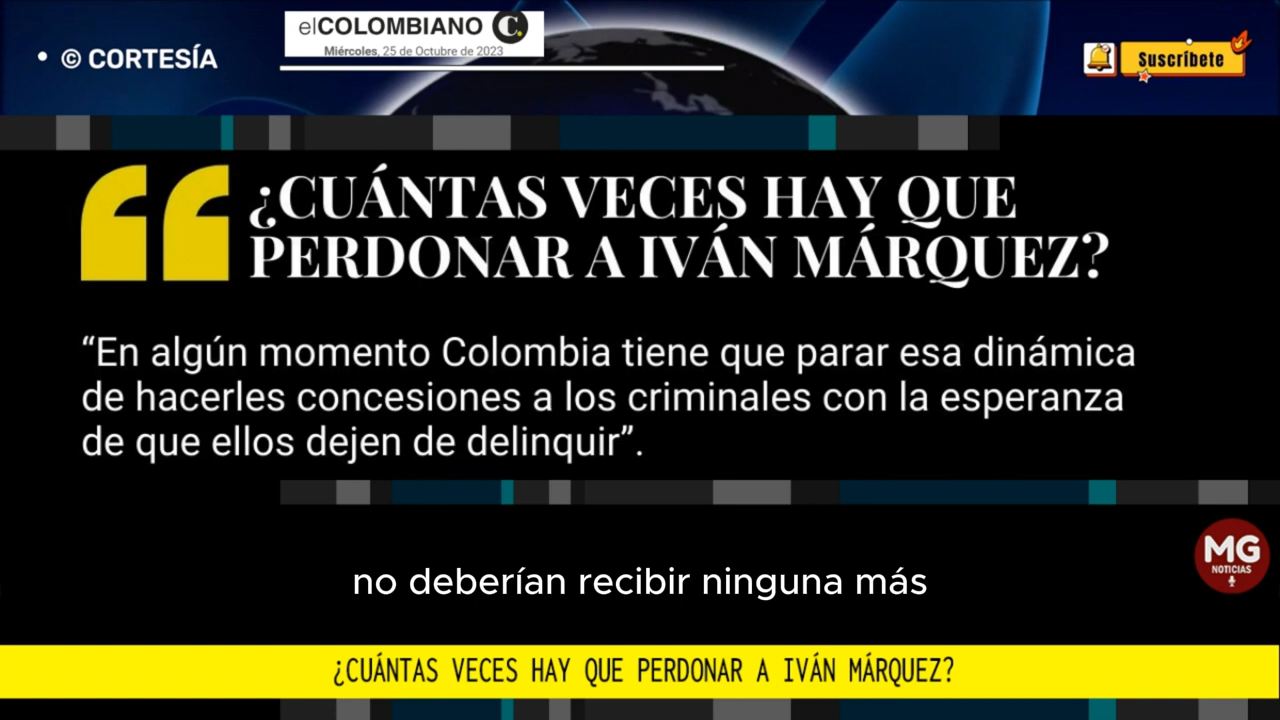 elCOLOMBIANO C.
Miércoles, 25 de Octubre de 2023
• © CORTESÍA
Suscríbete
¿CUÁNTAS VECES HAY QUE
PERDONAR A IVÁN MÁRQUEZ?
“En algún momento Colombia tiene que parar esa dinámica
de hacerles concesiones a los criminales con la esperanza
de que ellos dejen de delinquir”.
MG
NOTICIAS
no deberían recibir ninguna más
¿CUÁNTAS VECES HAY QUE PERDONAR A IVÁN MÁRQUEZ?